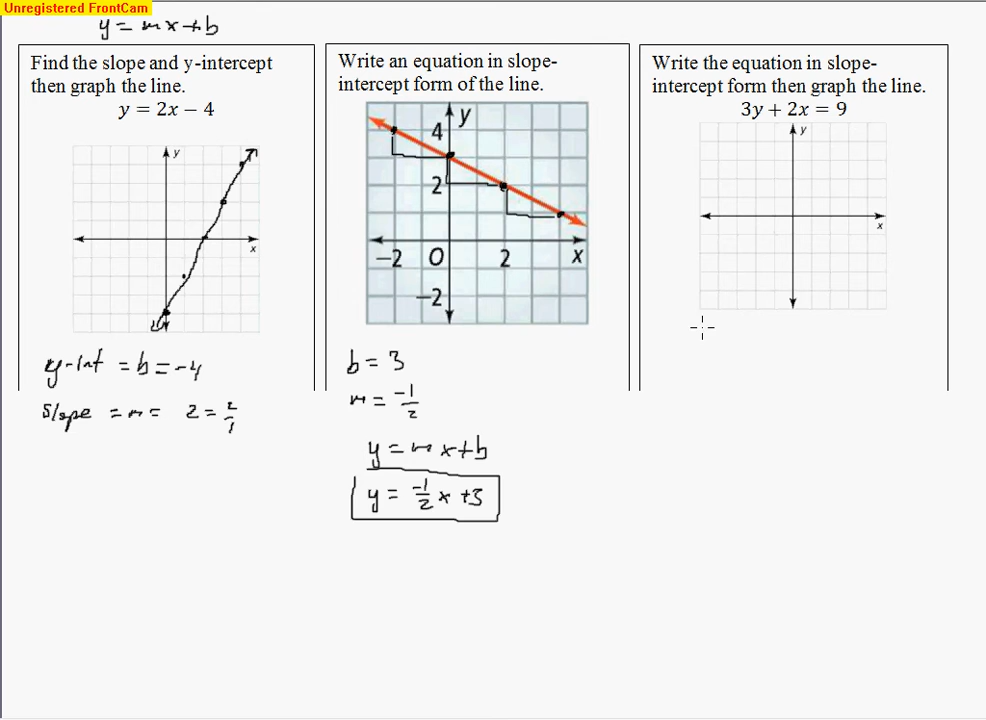 Unregistered FrontCam
y = mx+b
Find the slope and y-intercept
then graph the line.
y = 2x − 4
y
x
y-int = b = -4
Slope = m = 2 = 2/1
Write an equation in slope-
intercept form of the line.
y
4
2
−2 O 2 x
−2
b = 3
m = -1/2
y = mx+b
y = -1/2 x +3
Write the equation in slope-
intercept form then graph the line.
3y + 2x = 9
y
x